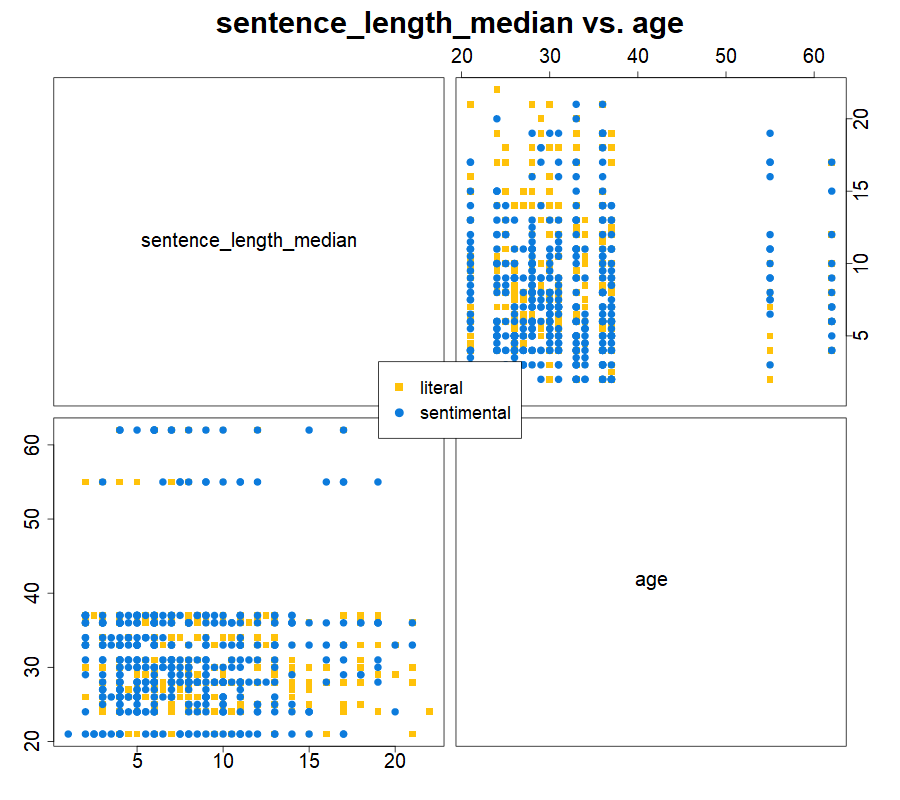 sentence_length_median vs. age
20 30 40 50 60
sentence_length_median
20
15
10
5
literal
sentimental
60
50
40
30
20
age
5 10 15 20